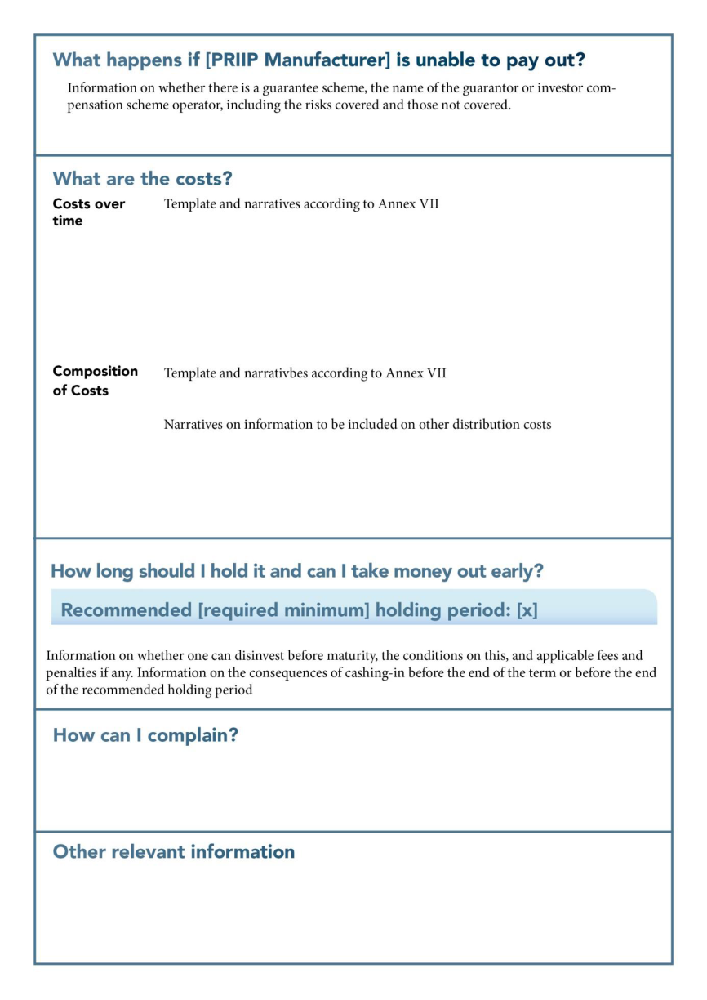 What happens if [PRIIP Manufacturer] is unable to pay out?
Information on whether there is a guarantee scheme, the name of the guarantor or investor com-
pensation scheme operator, including the risks covered and those not covered.
What are the costs?
Costs over
time
Template and narratives according to Annex VII
Composition
of Costs
Template and narrativbes according to Annex VII
Narratives on information to be included on other distribution costs
How long should I hold it and can I take money out early?
Recommended [required minimum] holding period: [x]
Information on whether one can disinvest before maturity, the conditions on this, and applicable fees and
penalties if any. Information on the consequences of cashing-in before the end of the term or before the end
of the recommended holding period
How can I complain?
Other relevant information